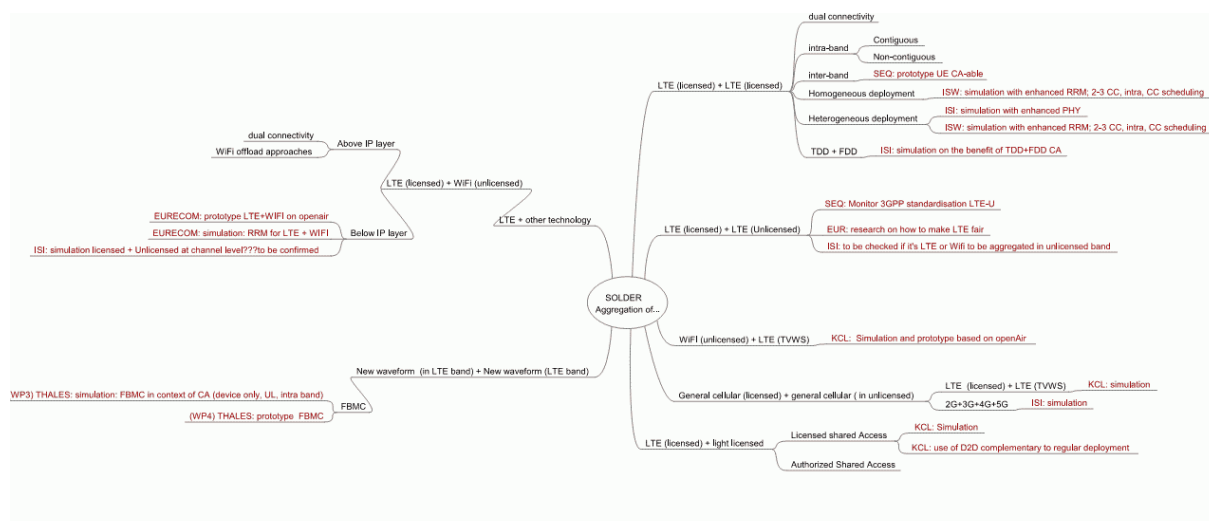 SOLDER
Aggregation of...
LTE (licensed) + LTE (licensed)
dual connectivity
intra-band
Contiguous
Non-contiguous
inter-band
SEQ: prototype UE CA-able
Homogeneous deployment
ISW: simulation with enhanced RRM; 2-3 CC, intra, CC scheduling
Heterogeneous deployment
ISI: simulation with enhanced PHY
ISW: simulation with enhanced RRM; 2-3 CC, intra, CC scheduling
TDD + FDD
ISI: simulation on the benefit of TDD+FDD CA
LTE (licensed) + LTE (Unlicensed)
SEQ: Monitor 3GPP standardisation LTE-U
EUR: research on how to make LTE fair
ISI: to be checked if it's LTE or Wifi to be aggregated in unlicensed band
WiFI (unlicensed) + LTE (TVWS)
KCL: Simulation and prototype based on openAir
General cellular (licensed) + general cellular ( in unlicensed)
LTE (licensed) + LTE (TVWS)
KCL: simulation
2G+3G+4G+5G
ISI: simulation
LTE (licensed) + light licensed
Licensed shared Access
KCL: Simulation
KCL: use of D2D complementary to regular deployment
Authorized Shared Access
LTE + other technology
LTE (licensed) + WiFi (unlicensed)
Above IP layer
dual connectivity
WiFi offload approaches
Below IP layer
EURECOM: prototype LTE+WIFI on openair
EURECOM: simulation: RRM for LTE + WIFI
ISI: simulation licensed + Unlicensed at channel level???to be confirmed
New waveform (in LTE band) + New waveform (LTE band)
FBMC
WP3) THALES: simulation: FBMC in context of CA (device only, UL, intra band)
(WP4) THALES: prototype FBMC